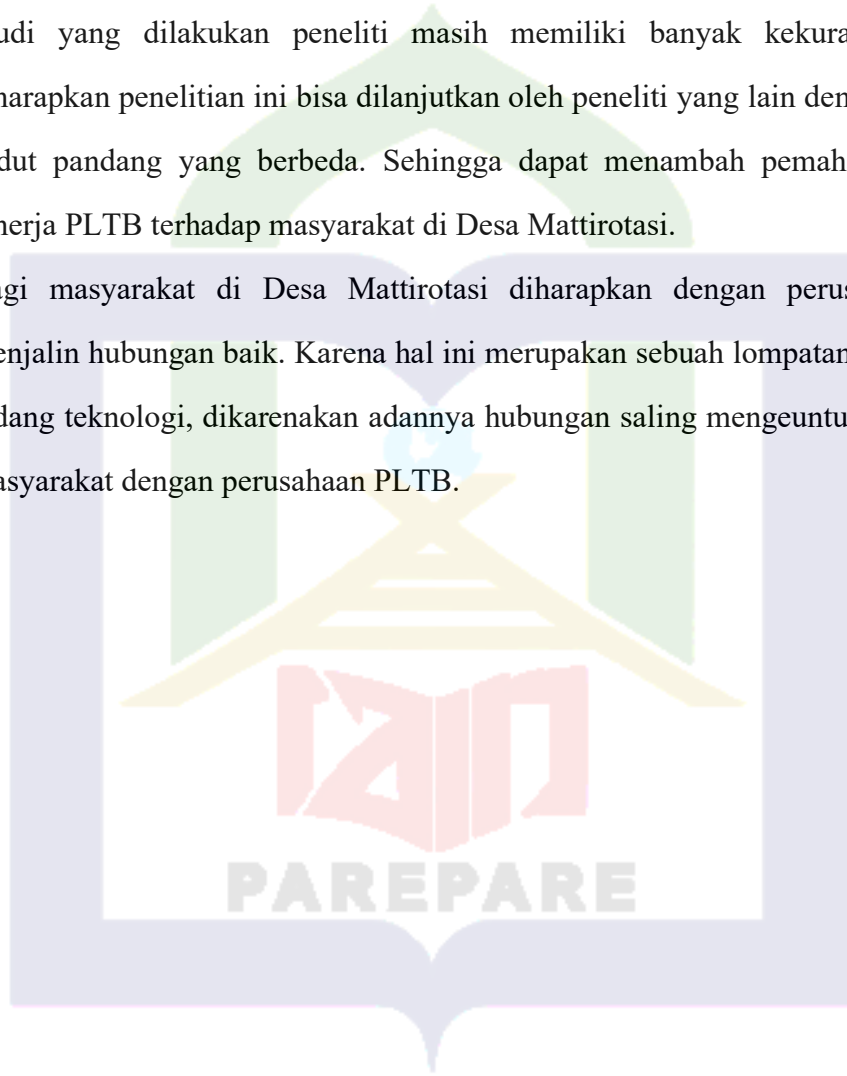 udi yang dilakukan peneliti masih memiliki banyak kekura
harapkan penelitian ini bisa dilanjutkan oleh peneliti yang lain den
dut pandang yang berbeda. Sehingga dapat menambah pemah
nerja PLTB terhadap masyarakat di Desa Mattirotasi.
agi masyarakat di Desa Mattirotasi diharapkan dengan perus
enjalin hubungan baik. Karena hal ini merupakan sebuah lompatan
dang teknologi, dikarenakan adannya hubungan saling mengeuntu
asyarakat dengan perusahaan PLTB.
iain
PAREPARE